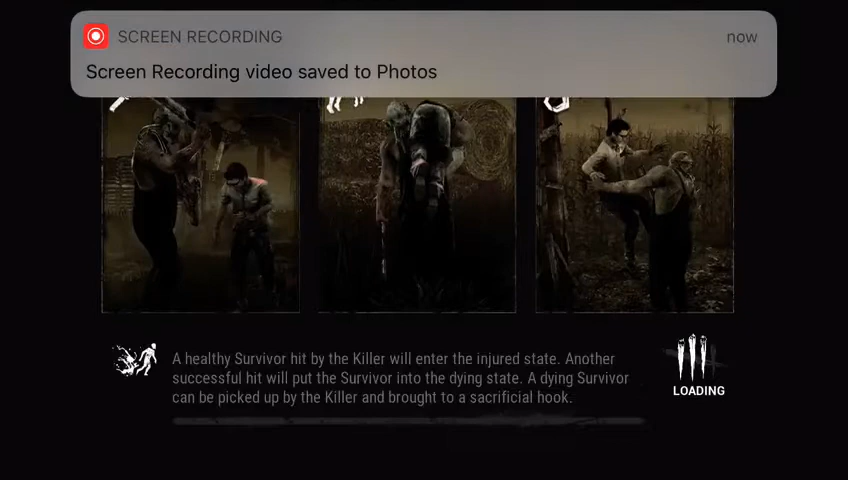 SCREEN RECORDING
now
Screen Recording video saved to Photos
A healthy Survivor hit by the Killer will enter the injured state. Another
successful hit will put the Survivor into the dying state. A dying Survivor
can be picked up by the Killer and brought to a sacrificial hook.
LOADING